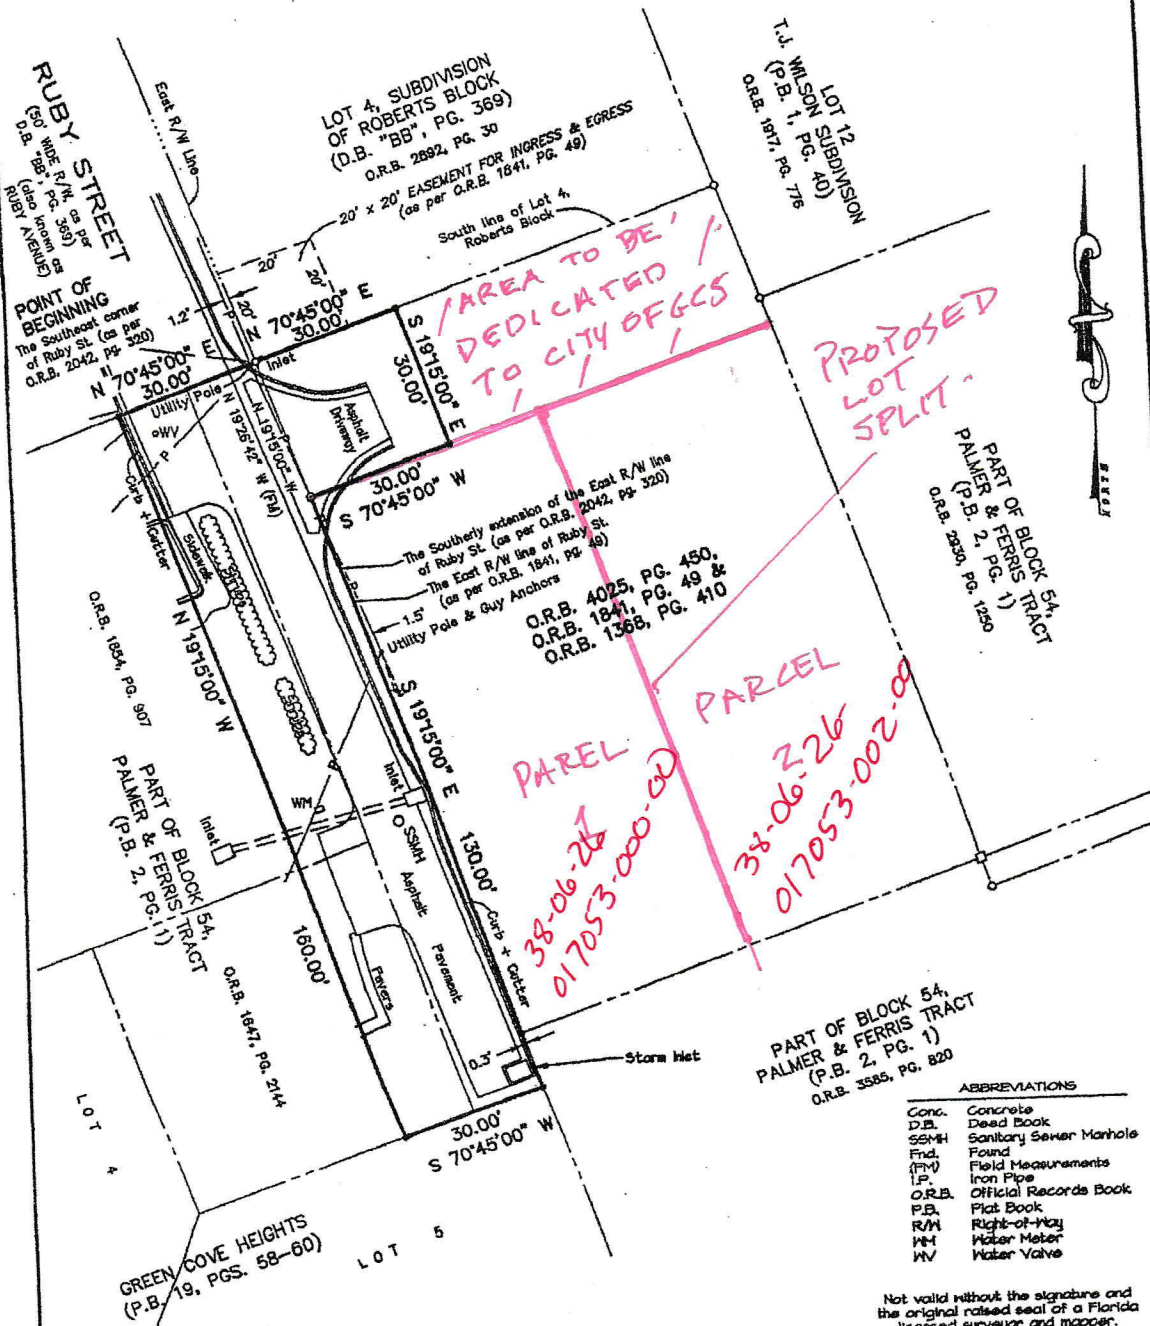 RUBY STREET
(50' WIDE R/W, as per
D.B. "BB", PG. 369)
(also known as
RUBY AVENUE)
East R/W Line
LOT 4, SUBDIVISION
OF ROBERTS BLOCK
(D.B. "BB", PG. 369)
O.R.B. 2892, PG. 30
20' x 20' EASEMENT FOR INGRESS & EGRESS
(as per O.R.B. 1841, PG. 49)
South line of Lot 4,
Roberts Block
LOT 12
T.J. WILSON SUBDIVISION
(P.B. 1, PG. 40)
O.R.B. 1917, PG. 776
AREA TO BE
DEDICATED
TO CITY OF GCS
PROPOSED
LOT
SPLIT
NORTH
POINT OF
BEGINNING
The Southeast corner
of Ruby St. (as per
O.R.B. 2042, pg. 320)
20'
20'
20'
1.2'
P
N 70°45'00" E
30.00'
N 70°45'00" E
30.00'
S 19°15'00" E
30.00'
Inlet
Utility Pole
WV
P
N 19°26'42" W (FM)
N 19°15'00" W
Asphalt
Driveway
30.00'
S 70°45'00" W
Curb + Gutter
Sidewalk
The Southerly extension of the East R/W line
of Ruby St. (as per O.R.B. 2042, pg. 320)
The East R/W line of Ruby St.
(as per O.R.B. 1841, pg. 49)
1.5'
Utility Pole & Guy Anchors
O.R.B. 4025, PG. 450,
O.R.B. 1841, PG. 49 &
O.R.B. 1368, PG. 410
PART OF BLOCK 54,
PALMER & FERRIS TRACT
(P.B. 2, PG. 1)
O.R.B. 2930, PG. 1250
O.R.B. 1654, PG. 907
N 19°15'00" W
160.00'
S 19°15'00" E
130.00'
PAREL
1
38-06-26
017053-000-00
PARCEL
2
38-06-26
017053-002-00
PART OF BLOCK 54,
PALMER & FERRIS TRACT
(P.B. 2, PG. 1)
O.R.B. 1647, PG. 2144
Inlet
WM
Inlet
SSMH
Asphalt
Pavement
Pavers
Curb + Gutter
0.3'
Storm Inlet
30.00'
S 70°45'00" W
PART OF BLOCK 54,
PALMER & FERRIS TRACT
(P.B. 2, PG. 1)
O.R.B. 3585, PG. 820
LOT 4
GREEN COVE HEIGHTS
(P.B. 19, PGS. 58-60)
LOT 5
ABBREVIATIONS
Conc. Concrete
D.B. Deed Book
SSMH Sanitary Sewer Manhole
Fnd. Found
(FM) Field Measurements
I.P. Iron Pipe
O.R.B. Official Records Book
P.B. Plat Book
R/W Right-of-Way
WM Water Meter
WV Water Valve
Not valid without the signature and
the original raised seal of a Florida
licensed surveyor and mapper.